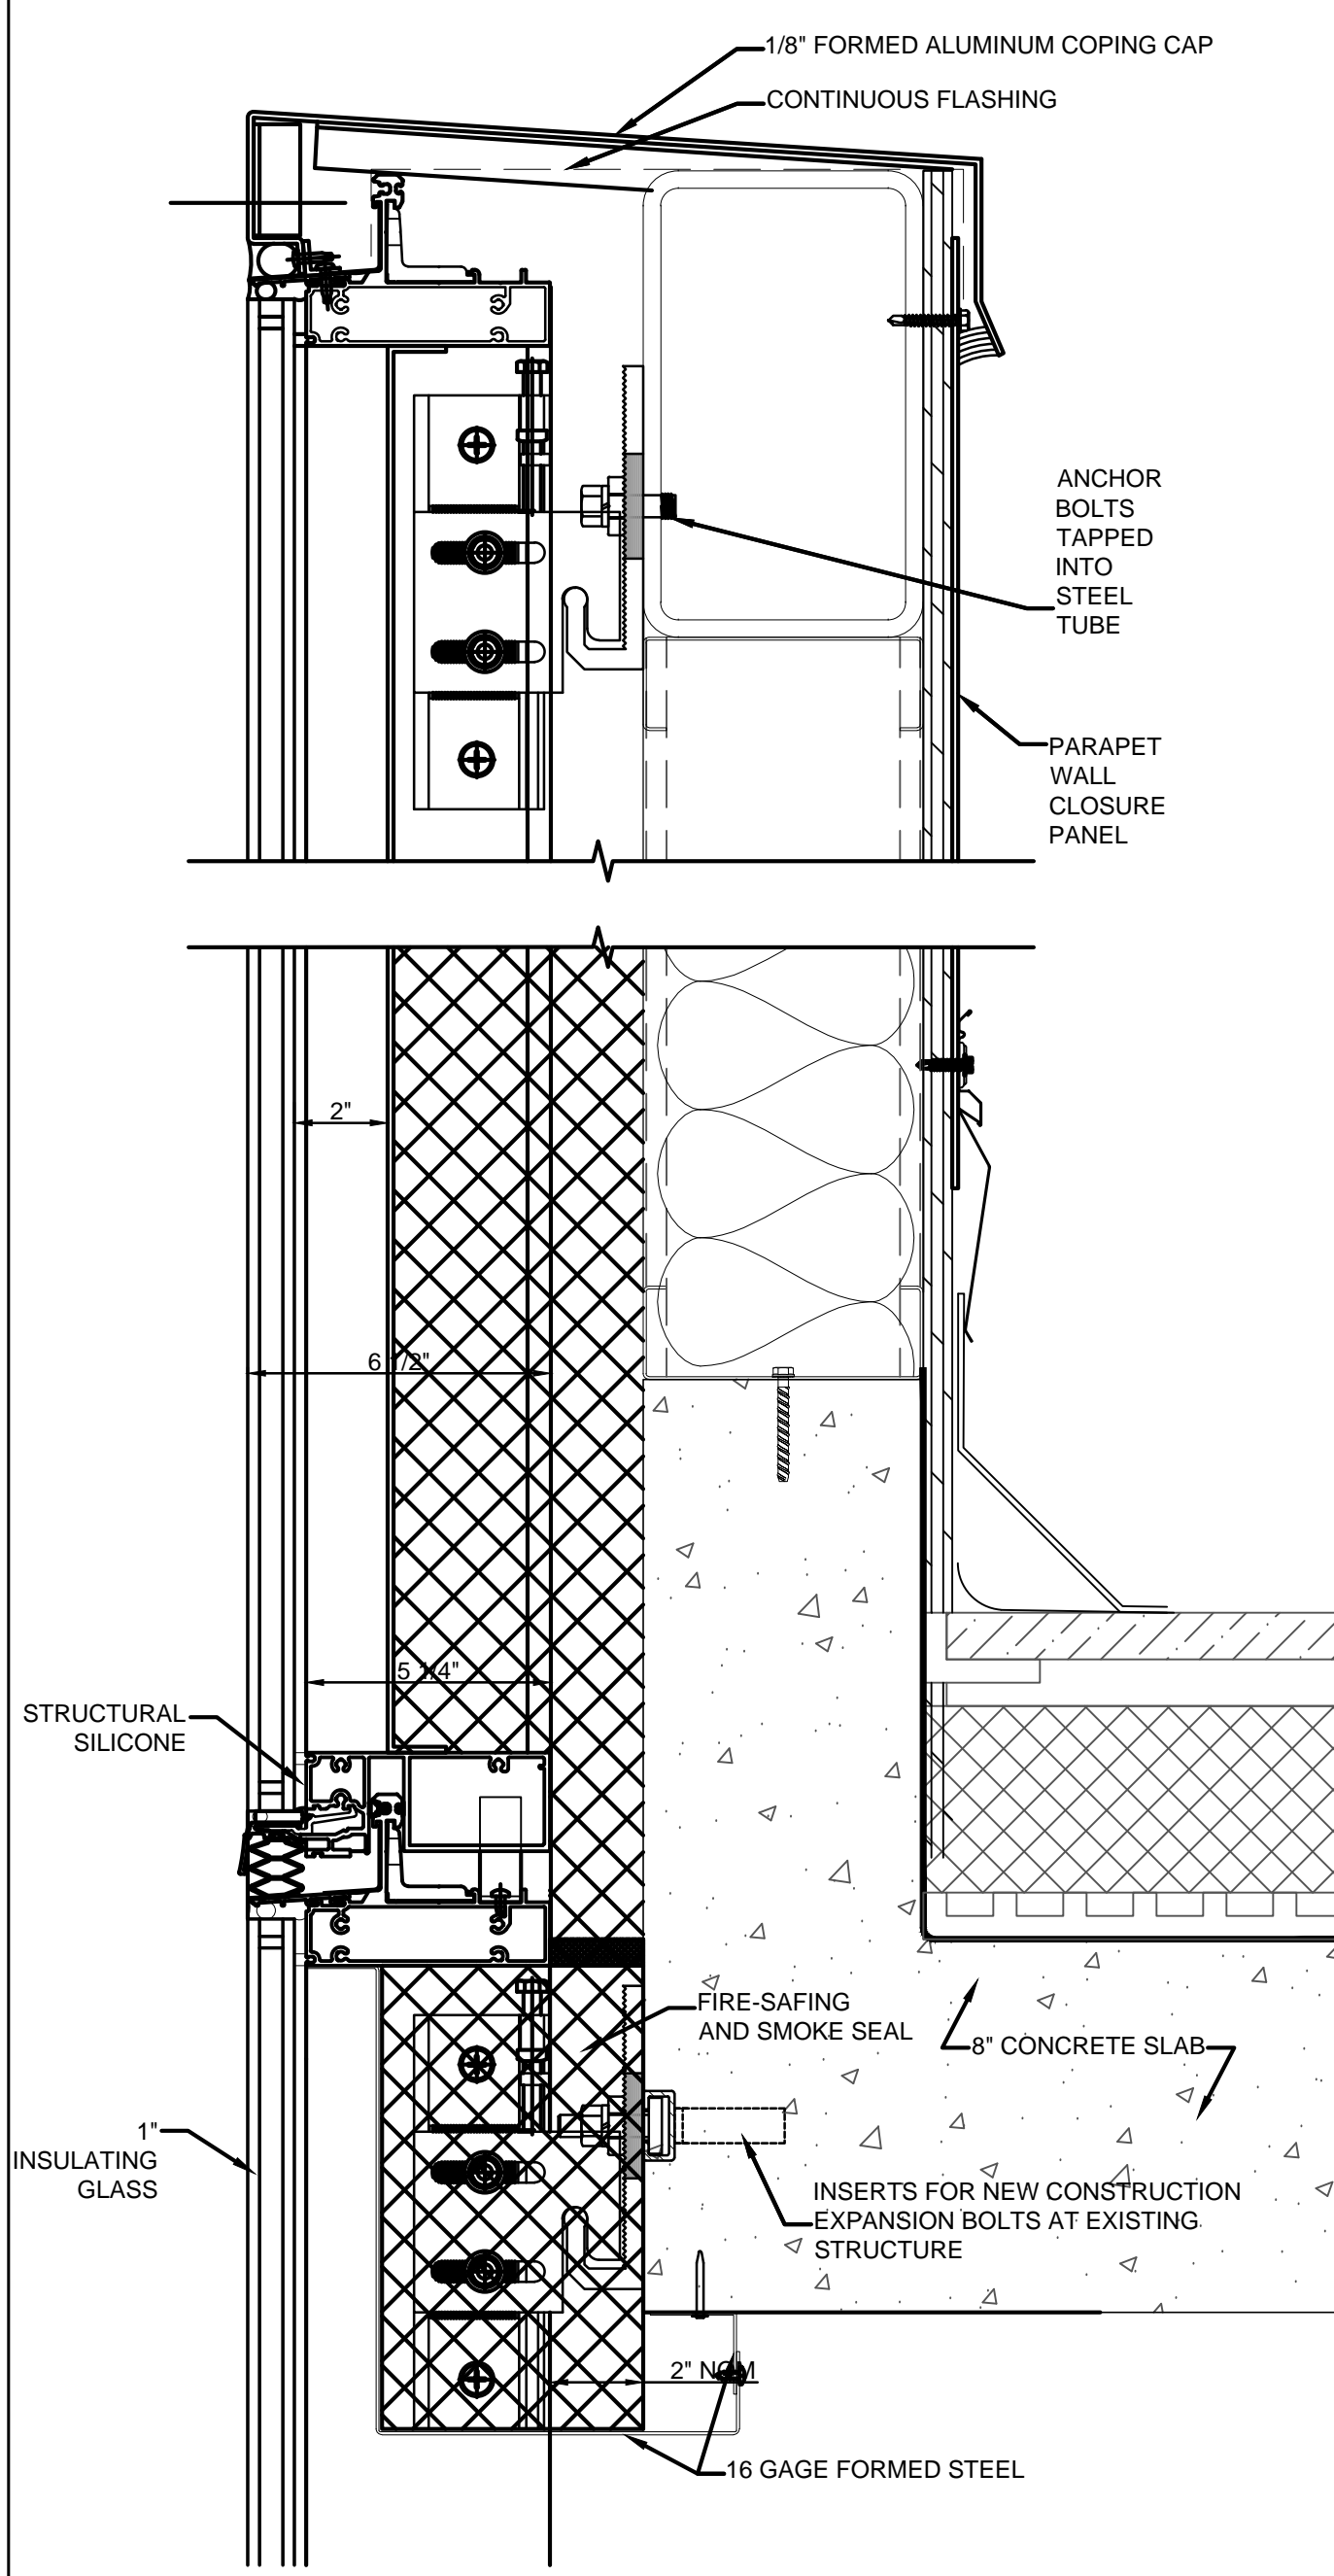 1/8" FORMED ALUMINUM COPING CAP
CONTINUOUS FLASHING
ANCHOR
BOLTS
TAPPED
INTO
STEEL
TUBE
PARAPET
WALL
CLOSURE
PANEL
2"
6 1/2"
5 1/4"
STRUCTURAL
SILICONE
FIRE-SAFING
AND SMOKE SEAL
8" CONCRETE SLAB
1"
INSULATING
GLASS
INSERTS FOR NEW CONSTRUCTION
EXPANSION BOLTS AT EXISTING
STRUCTURE
2" NOM
16 GAGE FORMED STEEL